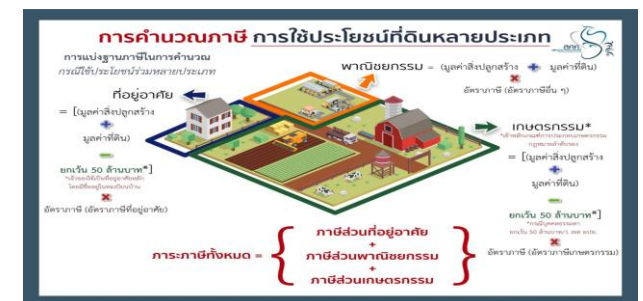 การคำนวณภาษี การใช้ประโยชน์ที่ดินหลายประเภท
การแบ่งฐานภาษีในการคำนวณ
กรณีใช้ประโยชน์ร่วมหลายประเภท
พาณิชยกรรม = (มูลค่าสิ่งปลูกสร้าง + มูลค่าที่ดิน)
อัตราภาษี (อัตราภาษีอื่น ๆ)
ที่อยู่อาศัย
= [(มูลค่าสิ่งปลูกสร้าง
+
มูลค่าที่ดิน)
ยกเว้น 50 ล้านบาท*]
อัตราภาษี (อัตราภาษีที่อยู่อาศัย)
เกษตรกรรม*
= [(มูลค่าสิ่งปลูกสร้าง
+
มูลค่าที่ดิน)
ยกเว้น 50 ล้านบาท*]
อัตราภาษี (อัตราภาษีเกษตรกรรม)
ภาระภาษีทั้งหมด =
ภาษีส่วนที่อยู่อาศัย
+
ภาษีส่วนพาณิชยกรรม
+
ภาษีส่วนเกษตรกรรม